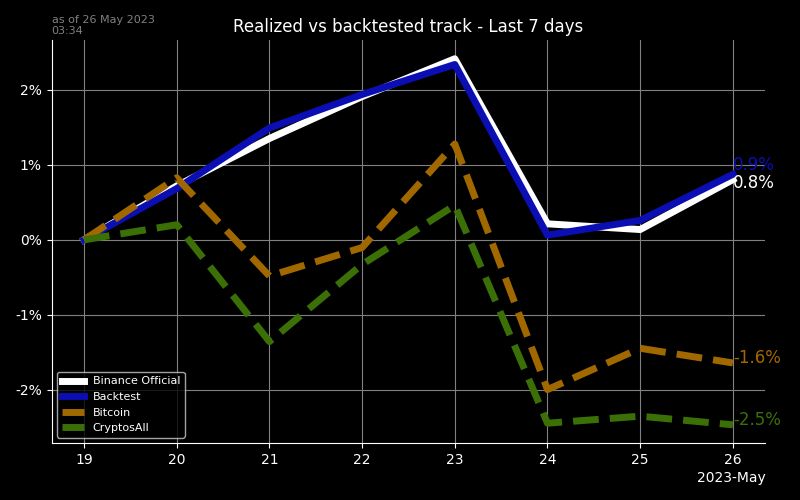 as of 26 May 2023
03:34
Realized vs backtested track - Last 7 days
2%
1%
0%
-1%
-2%
0.9%
0.8%
-1.6%
-2.5%
Binance Official
Backtest
Bitcoin
CryptosAll
19 20 21 22 23 24 25 26
2023-May